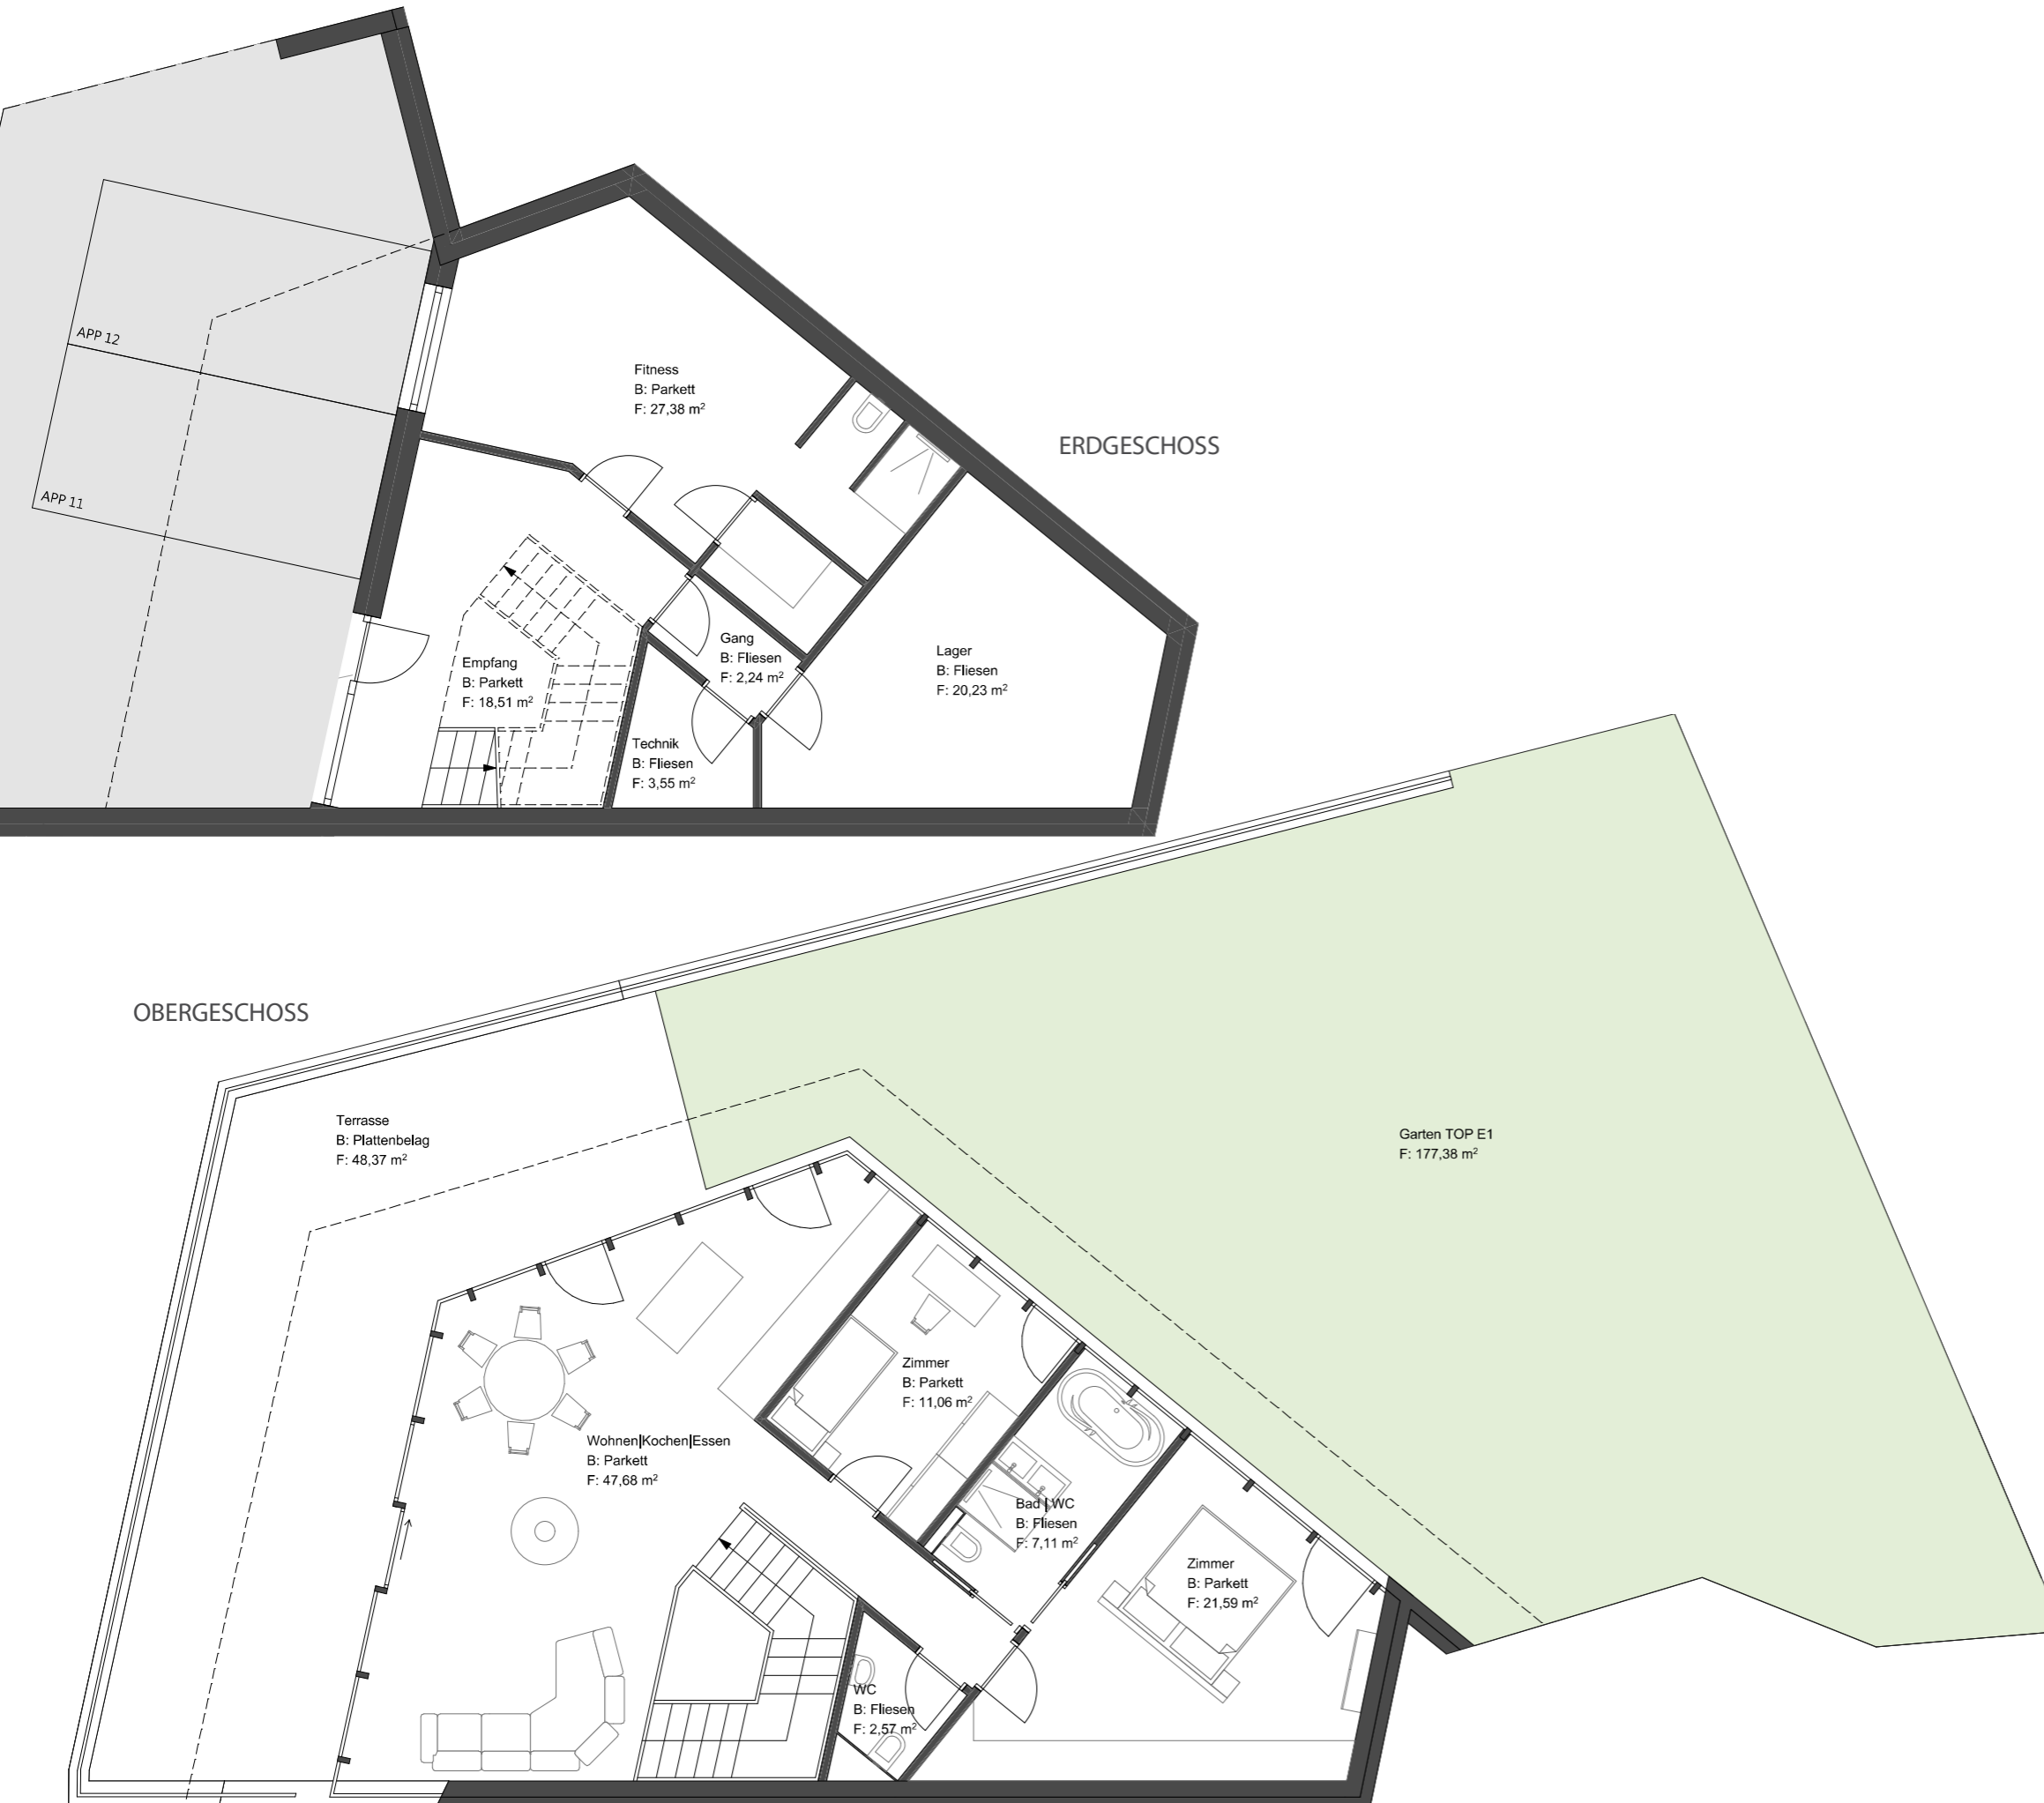 APP 12
APP 11
Fitness
B: Parkett
F: 27,38 m²
ERDGESCHOSS
Gang
B: Fliesen
F: 2,24 m²
Lager
B: Fliesen
F: 20,23 m²
Empfang
B: Parkett
F: 18,51 m²
Technik
B: Fliesen
F: 3,55 m²
OBERGESCHOSS
Terrasse
B: Plattenbelag
F: 48,37 m²
Garten TOP E1
F: 177,38 m²
Zimmer
B: Parkett
F: 11,06 m²
Wohnen|Kochen|Essen
B: Parkett
F: 47,68 m²
Bad | WC
B: Fliesen
F: 7,11 m²
Zimmer
B: Parkett
F: 21,59 m²
WC
B: Fliesen
F: 2,57 m²